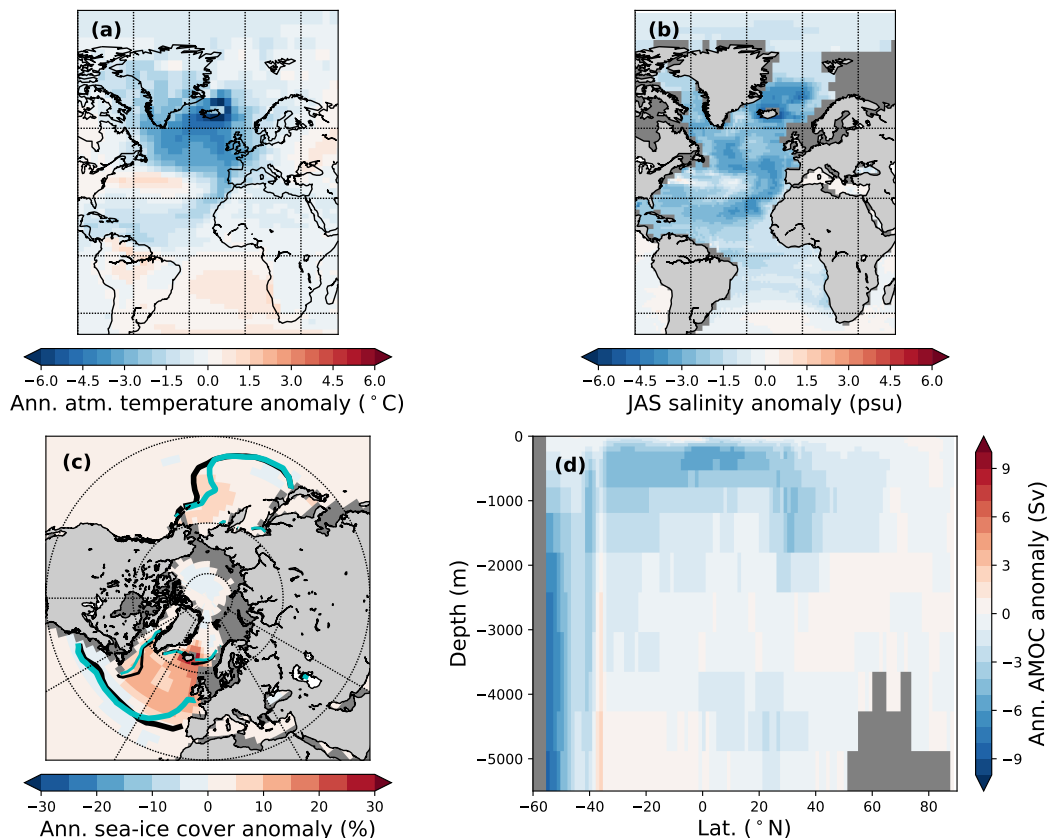 (a)
−6.0 −4.5 −3.0 −1.5 0.0 1.5 3.0 4.5 6.0
Ann. atm. temperature anomaly (°C)
(b)
−6.0 −4.5 −3.0 −1.5 0.0 1.5 3.0 4.5 6.0
JAS salinity anomaly (psu)
(c)
−30 −20 −10 0 10 20 30
Ann. sea-ice cover anomaly (%)
(d)
0
−1000
−2000
−3000
−4000
−5000
Depth (m)
−60 −40 −20 0 20 40 60 80
Lat. (°N)
9
6
3
0
−3
−6
−9
Ann. AMOC anomaly (Sv)